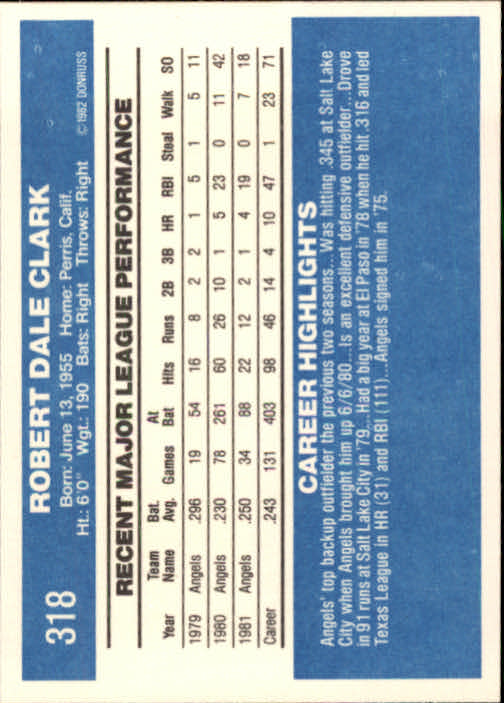 318
ROBERT DALE CLARK
Born: June 13, 1955 Home: Perris, Calif.
Ht.: 6'0" Wgt.: 190 Bats: Right Throws: Right
©1982 DONRUSS
RECENT MAJOR LEAGUE PERFORMANCE
Year Team Name Bat. Avg. Games At Bat Hits Runs 2B 3B HR RBI Steal Walk SO
1979 Angels .296 19 54 16 8 2 2 1 5 1 5 11
1980 Angels .230 78 261 60 26 10 1 5 23 0 11 42
1981 Angels .250 34 88 22 12 2 1 4 19 0 7 18
Career .243 131 403 98 46 14 4 10 47 1 23 71
CAREER HIGHLIGHTS
Angels' top backup outfielder the previous two seasons...Was hitting .345 at Salt Lake
City when Angels brought him up 6/6/80...Is an excellent defensive outfielder...Drove
in 91 runs at Salt Lake City in '79...Had a big year at El Paso in '78 when he hit .316 and led
Texas League in HR (31) and RBI (111)...Angels signed him in '75.